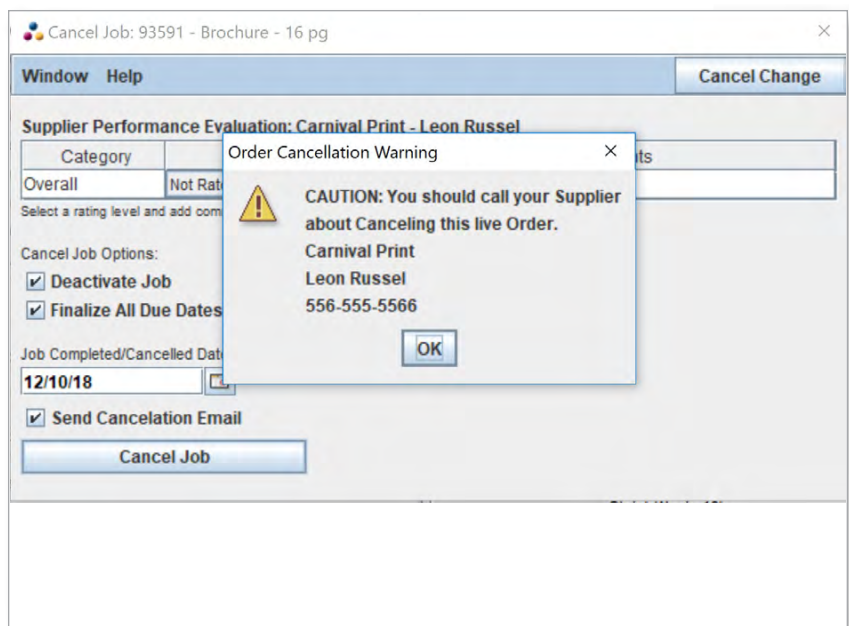 Cancel Job: 93591 - Brochure - 16 pg
Window Help
Cancel Change
Supplier Performance Evaluation: Carnival Print - Leon Russel
Category
Overall
Not
Select a rating level and add
Order Cancellation Warning
CAUTION: You should call your Supplier
about Canceling this live Order.
Carnival Print
Leon Russel
556-555-5566
OK
Cancel Job Options:
Deactivate Job
Finalize All Due Dates
Job Completed/Cancelled
12/10/18
Send Cancelation Email
Cancel Job